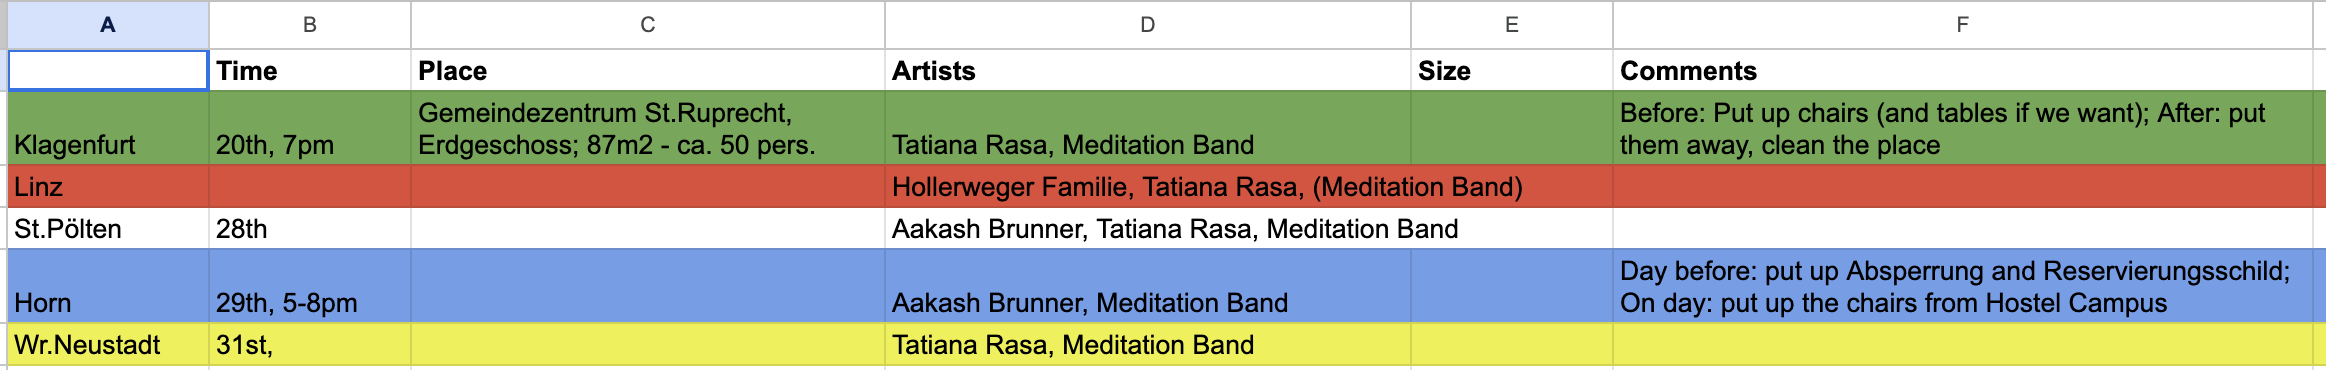 A B C D E F
Time Place Artists Size Comments
Gemeindezentrum St.Ruprecht, Before: Put up chairs (and tables if we want); After: put
Klagenfurt 20th, 7pm Erdgeschoss; 87m2 - ca. 50 pers. Tatiana Rasa, Meditation Band them away, clean the place
Linz Hollerweger Familie, Tatiana Rasa, (Meditation Band)
St.Pölten 28th Aakash Brunner, Tatiana Rasa, Meditation Band
Day before: put up Absperrung and Reservierungsschild;
Horn 29th, 5-8pm Aakash Brunner, Meditation Band On day: put up the chairs from Hostel Campus
Wr.Neustadt 31st, Tatiana Rasa, Meditation Band